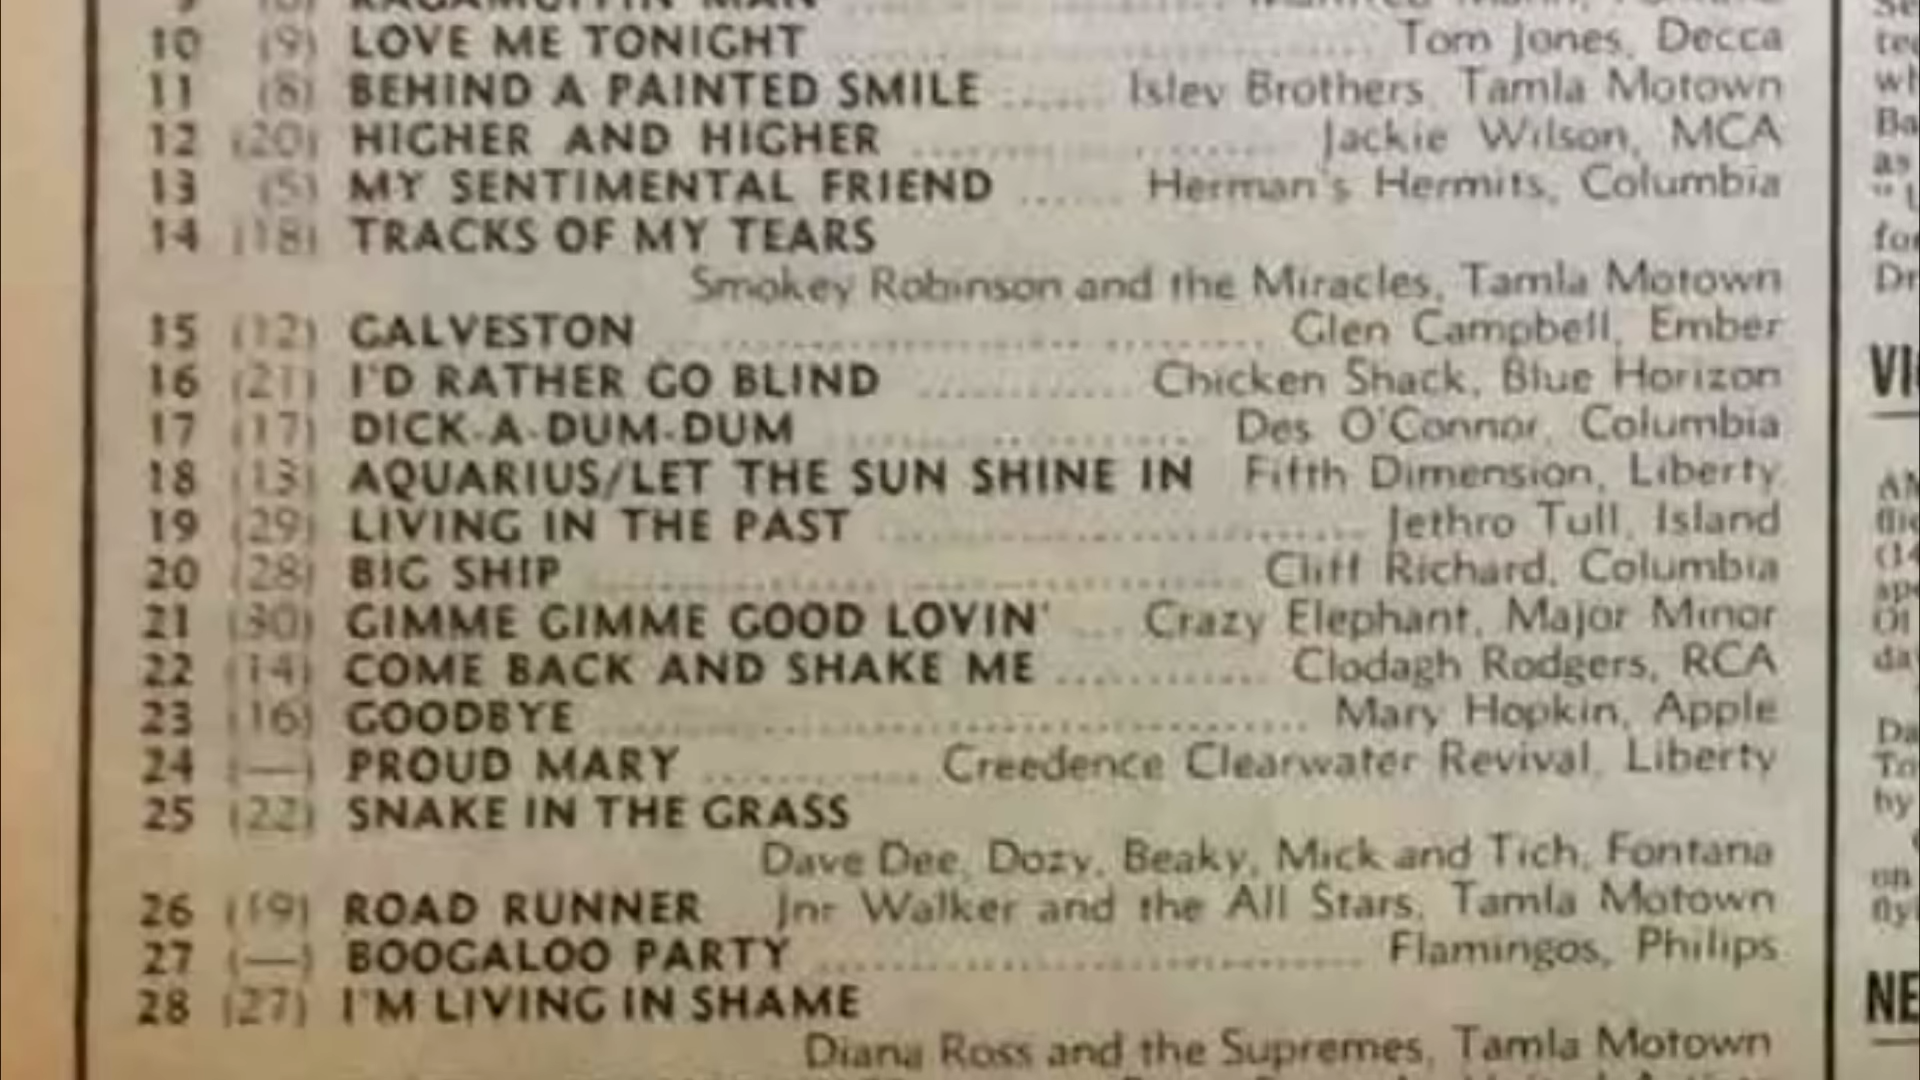 9 RAGAMUFFIN MAN Manfred Mann,
10 (9) LOVE ME TONIGHT Tom Jones, Decca
11 (8) BEHIND A PAINTED SMILE ...... Isley Brothers, Tamla Motown
12 (20) HIGHER AND HIGHER ...... Jackie Wilson, MCA
13 (5) MY SENTIMENTAL FRIEND ...... Herman's Hermits, Columbia
14 (18) TRACKS OF MY TEARS
Smokey Robinson and the Miracles, Tamla Motown
15 (12) GALVESTON ...... Glen Campbell, Ember
16 (21) I'D RATHER GO BLIND ...... Chicken Shack, Blue Horizon
17 (17) DICK-A-DUM-DUM ...... Des O'Connor, Columbia
18 (13) AQUARIUS/LET THE SUN SHINE IN Fifth Dimension, Liberty
19 (29) LIVING IN THE PAST ...... Jethro Tull, Island
20 (28) BIG SHIP ...... Cliff Richard, Columbia
21 (30) GIMME GIMME GOOD LOVIN' ... Crazy Elephant, Major Minor
22 (14) COME BACK AND SHAKE ME ...... Clodagh Rodgers, RCA
23 (16) GOODBYE ...... Mary Hopkin, Apple
24 (—) PROUD MARY ...... Creedence Clearwater Revival, Liberty
25 (22) SNAKE IN THE GRASS
Dave Dee, Dozy, Beaky, Mick and Tich, Fontana
26 (19) ROAD RUNNER Jnr Walker and the All Stars, Tamla Motown
27 (—) BOOGALOO PARTY ...... Flamingos, Philips
28 (27) I'M LIVING IN SHAME
Diana Ross and the Supremes, Tamla Motown